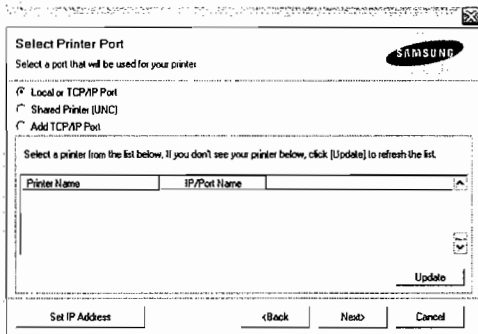 Select Printer Port
SAMSUNG
Select a port that will be used for your printer
Local or TCP/IP Port
Shared Printer (UNC)
Add TCP/IP Port
Select a printer from the list below, If you don't see your printer below, click [Update] to refresh the list.
Printer Name IP/Port Name
Update
Set IP Address <Back Next> Cancel